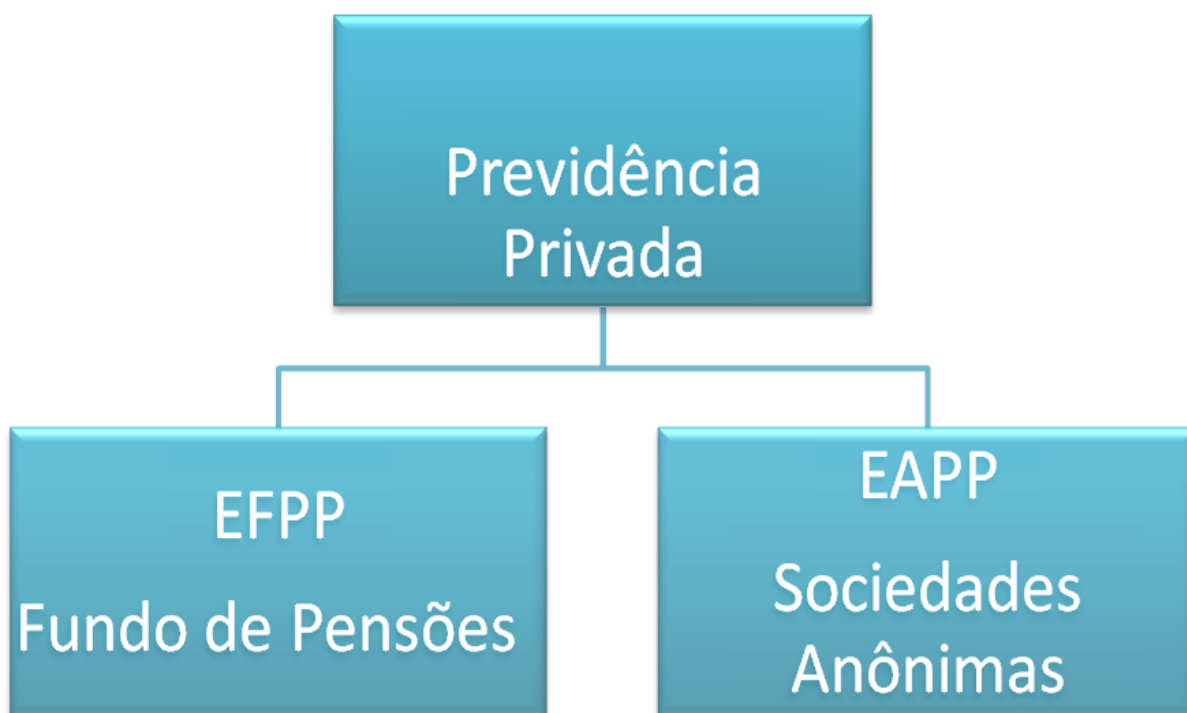 Previdência
Privada
EFPP
Fundo de Pensões
EAPP
Sociedades
Anônimas